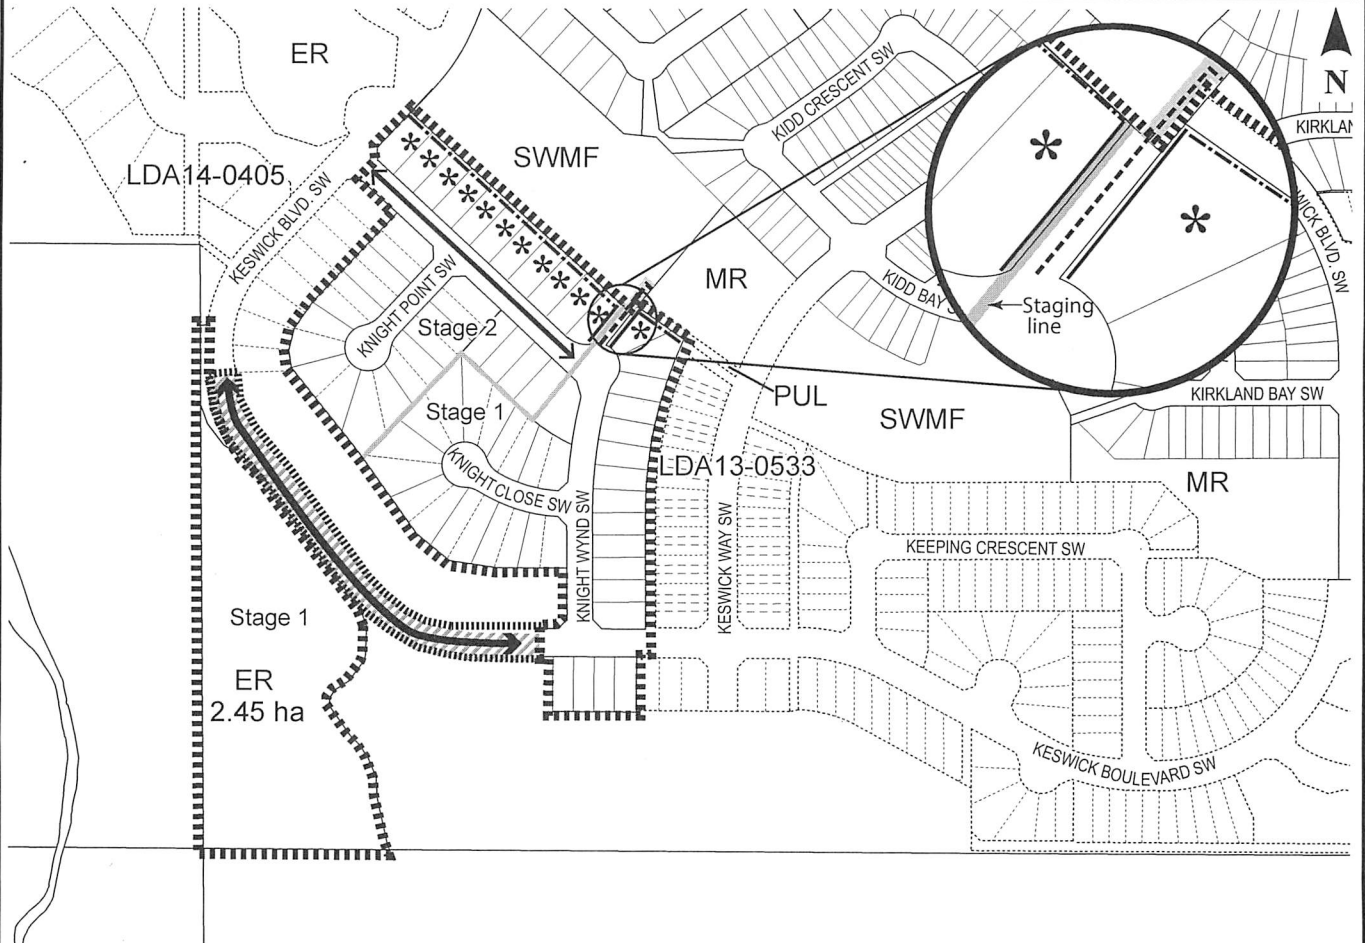 ER
N
KIDD CRESCENT SW
SWMF
LDA14-0405
KIRKLAN
KESWICK BLVD. SW
WICK BLVD. SW
MR
KIDD BAY S
Staging
line
KNIGHT POINT SW
Stage 2
PUL
KIRKLAND BAY SW
Stage 1
SWMF
KNIGHT CLOSE SW
LDA13-0533
MR
KNIGHT WYND SW
KESWICK WAY SW
KEEPING CRESCENT SW
Stage 1
ER
2.45 ha
KESWICK BOULEVARD SW